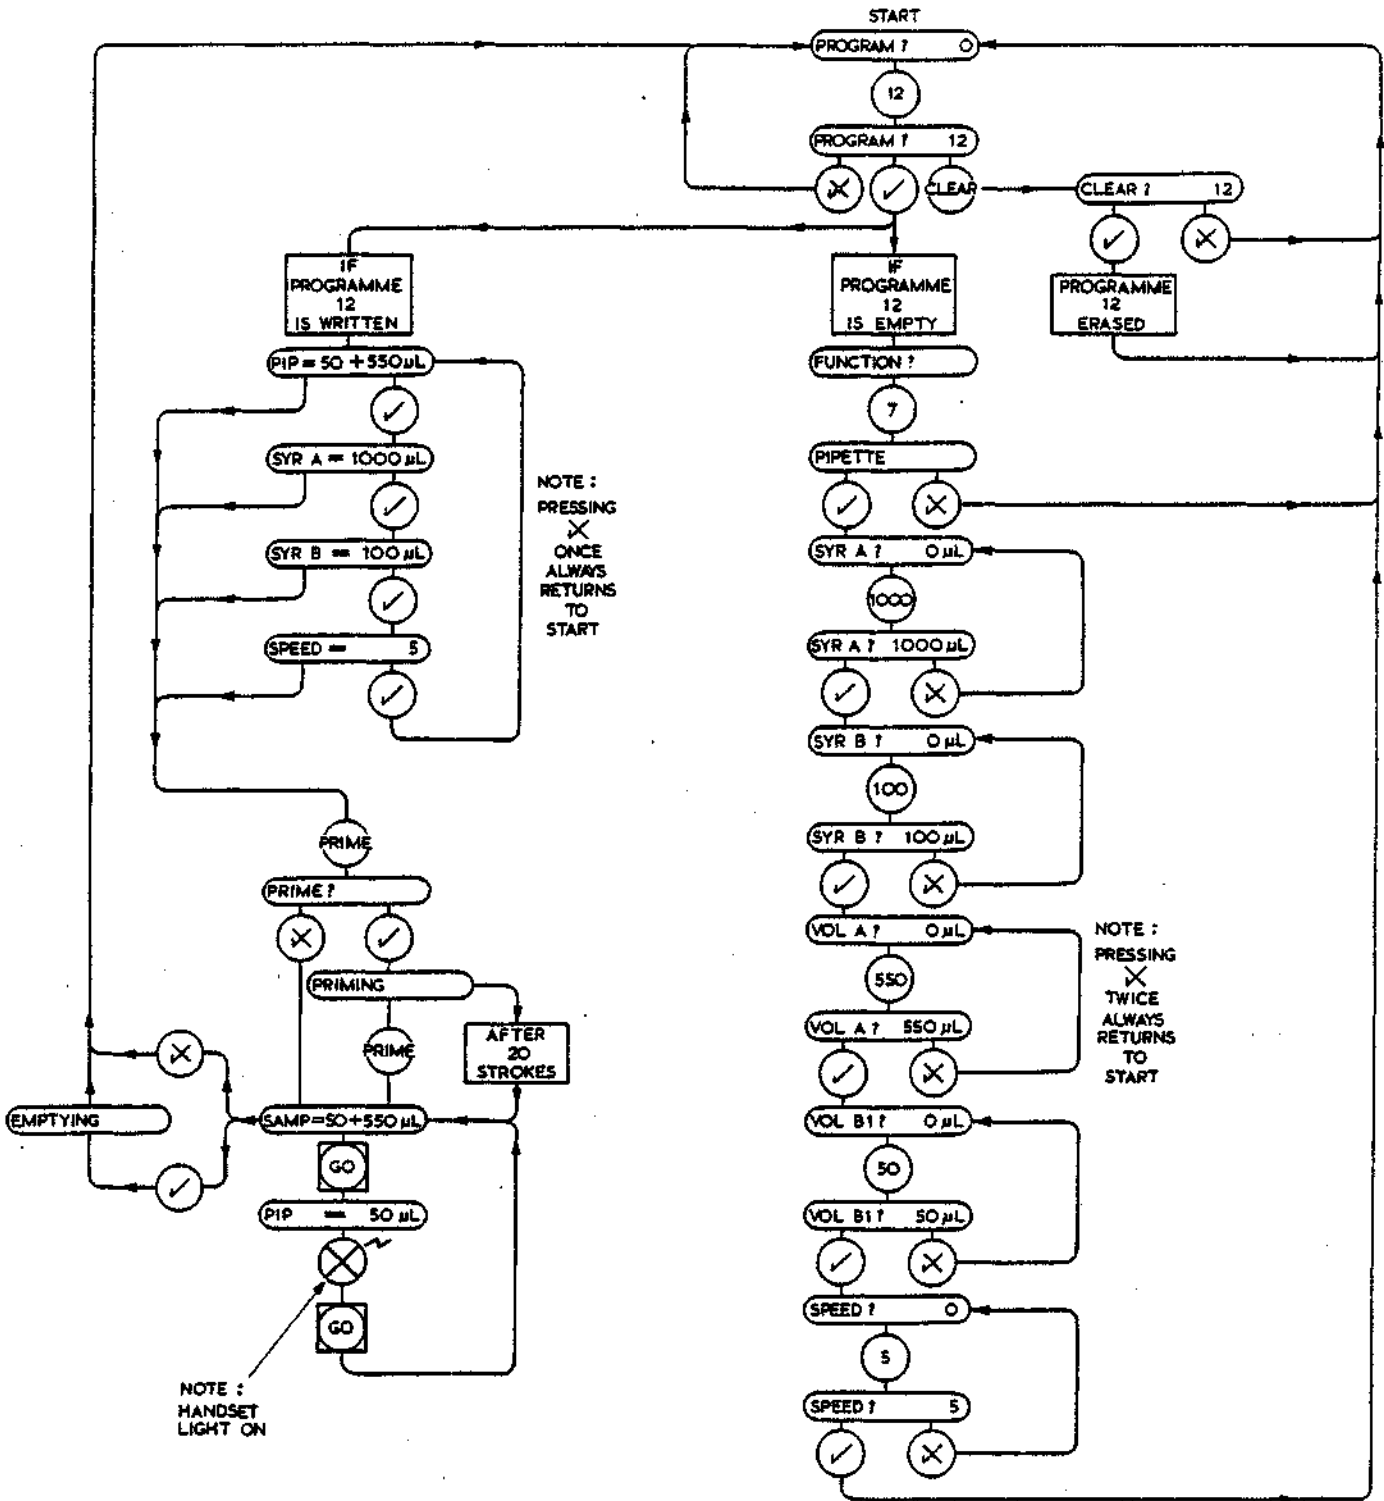 START
PROGRAM ? 0
12
PROGRAM ? 12
CLEAR
CLEAR ? 12
IF
PROGRAMME
12
IS WRITTEN
IF
PROGRAMME
12
IS EMPTY
PROGRAMME
12
ERASED
PIP = 50 + 550 µL
SYR A = 1000 µL
SYR B = 100 µL
SPEED = 5
NOTE :
PRESSING
X
ONCE
ALWAYS
RETURNS
TO
START
PRIME
PRIME ?
PRIMING
PRIME
AFTER
20
STROKES
SAMP=50+550 µL
EMPTYING
GO
PIP = 50 µL
GO
NOTE :
HANDSET
LIGHT ON
FUNCTION ?
7
PIPETTE
SYR A ? 0 µL
1000
SYR A ? 1000 µL
SYR B ? 0 µL
100
SYR B ? 100 µL
VOL A ? 0 µL
550
VOL A ? 550 µL
VOL B1 ? 0 µL
50
VOL B1 ? 50 µL
SPEED ? 0
5
SPEED ? 5
NOTE :
PRESSING
X
TWICE
ALWAYS
RETURNS
TO
START